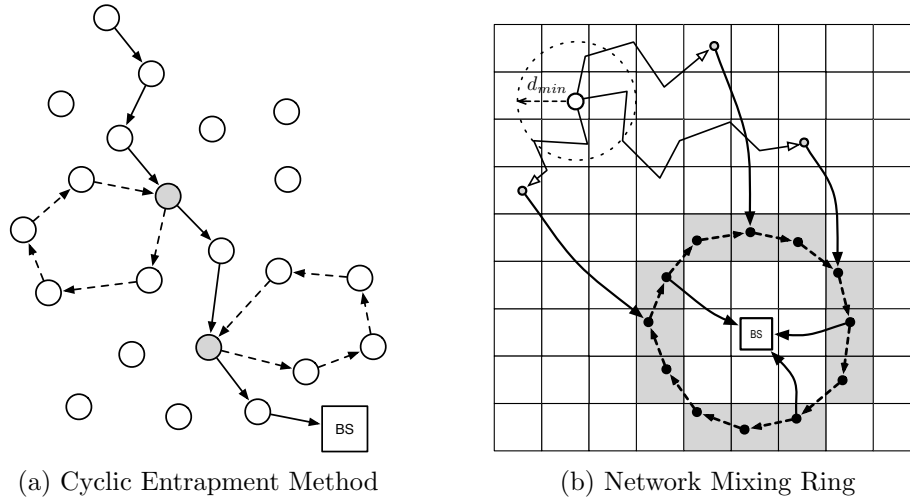 d_min
BS
BS
(a) Cyclic Entrapment Method
(b) Network Mixing Ring